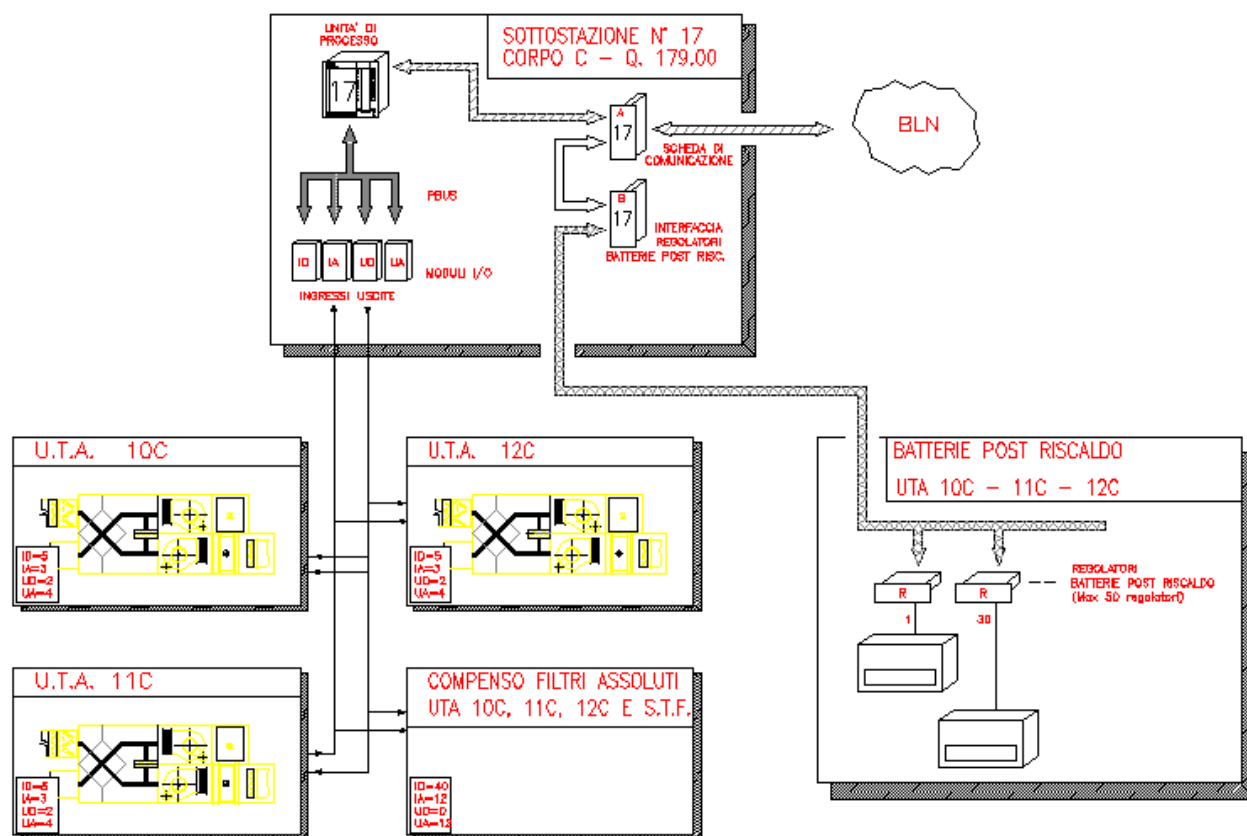 UNITA' DI
PROCESSO
SOTTOSTAZIONE N° 17
CORPO C - Q. 179.00
17
A
17
SCHEDA DI
COMUNICAZIONE
BLN
PBUS
B
17
INTERFACCIA
REGOLATORI
BATTERIE POST RISC.
ID IA UD UA
MODULI I/O
INGRESSI USCITE
U.T.A. 10C
ID=5
IA=3
UD=2
UA=4
U.T.A. 12C
ID=5
IA=3
UD=2
UA=4
BATTERIE POST RISCALDO
UTA 10C - 11C - 12C
REGOLATORI
BATTERIE POST RISCALDO
(Max 50 regolatori)
R R
1 30
U.T.A. 11C
ID=5
IA=3
UD=2
UA=4
COMPENSO FILTRI ASSOLUTI
UTA 10C, 11C, 12C E S.T.F.
ID=40
IA=12
UD=0
UA=12